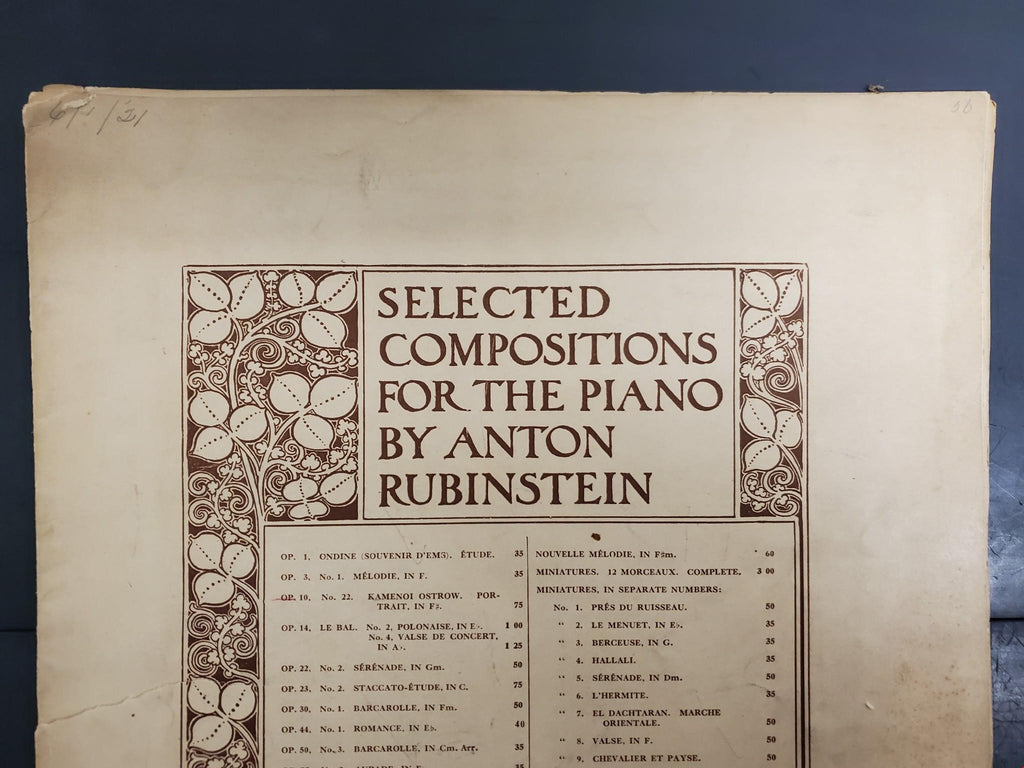 SELECTED
COMPOSITIONS
FOR THE PIANO
BY ANTON
RUBINSTEIN
OP. 1, ONDINE (SOUVENIR D'EMS). ÉTUDE. 35
OP. 3, No. 1. MÉLODIE, IN F. 35
OP. 10, No. 22. KAMENOI OSTROW. POR-
TRAIT, IN F♯. 75
OP. 14, LE BAL. No. 2, POLONAISE, IN E♭. 1 00
No. 4, VALSE DE CONCERT,
IN A♭. 1 25
OP. 22, No. 2. SÉRÉNADE, IN Gm. 50
OP. 23, No. 2. STACCATO-ÉTUDE, IN C. 75
OP. 30, No. 1. BARCAROLLE, IN Fm. 50
OP. 44, No. 1. ROMANCE, IN E♭. 40
OP. 50, No. 3. BARCAROLLE, IN Cm. Arr. 35
NOUVELLE MÉLODIE, IN F♯m. 60
MINIATURES. 12 MORCEAUX. COMPLETE, 3 00
MINIATURES, IN SEPARATE NUMBERS:
No. 1. PRÊS DU RUISSEAU. 50
" 2. LE MENUET, IN E♭. 35
" 3. BERCEUSE, IN G. 35
" 4. HALLALI. 35
" 5. SÉRÉNADE, IN Dm. 50
" 6. L'HERMITE. 35
" 7. EL DACHTARAN. MARCHE
ORIENTALE. 50
" 8. VALSE, IN F. 50
" 9. CHEVALIER ET PAYSE. 50